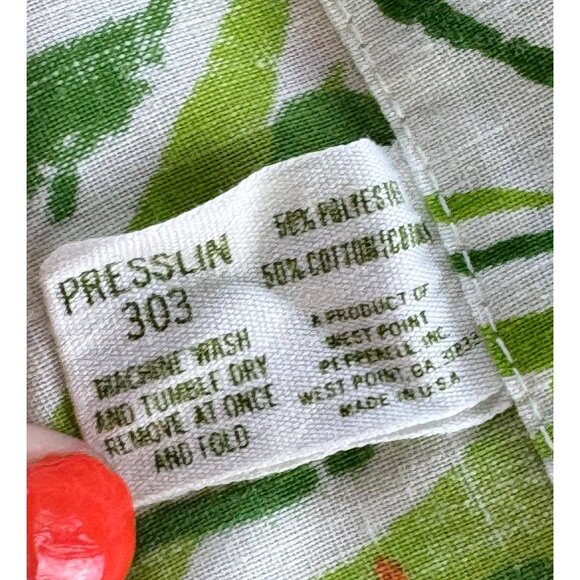 PRESSLIN
303
MACHINE WASH
AND TUMBLE DRY
REMOVE AT ONCE
AND FOLD
50% POLYESTE
50% COTTON
A PRODUCT OF
WEST POINT
PEPPERELL INC.
WEST POINT, GA.
MADE IN U.S.A.